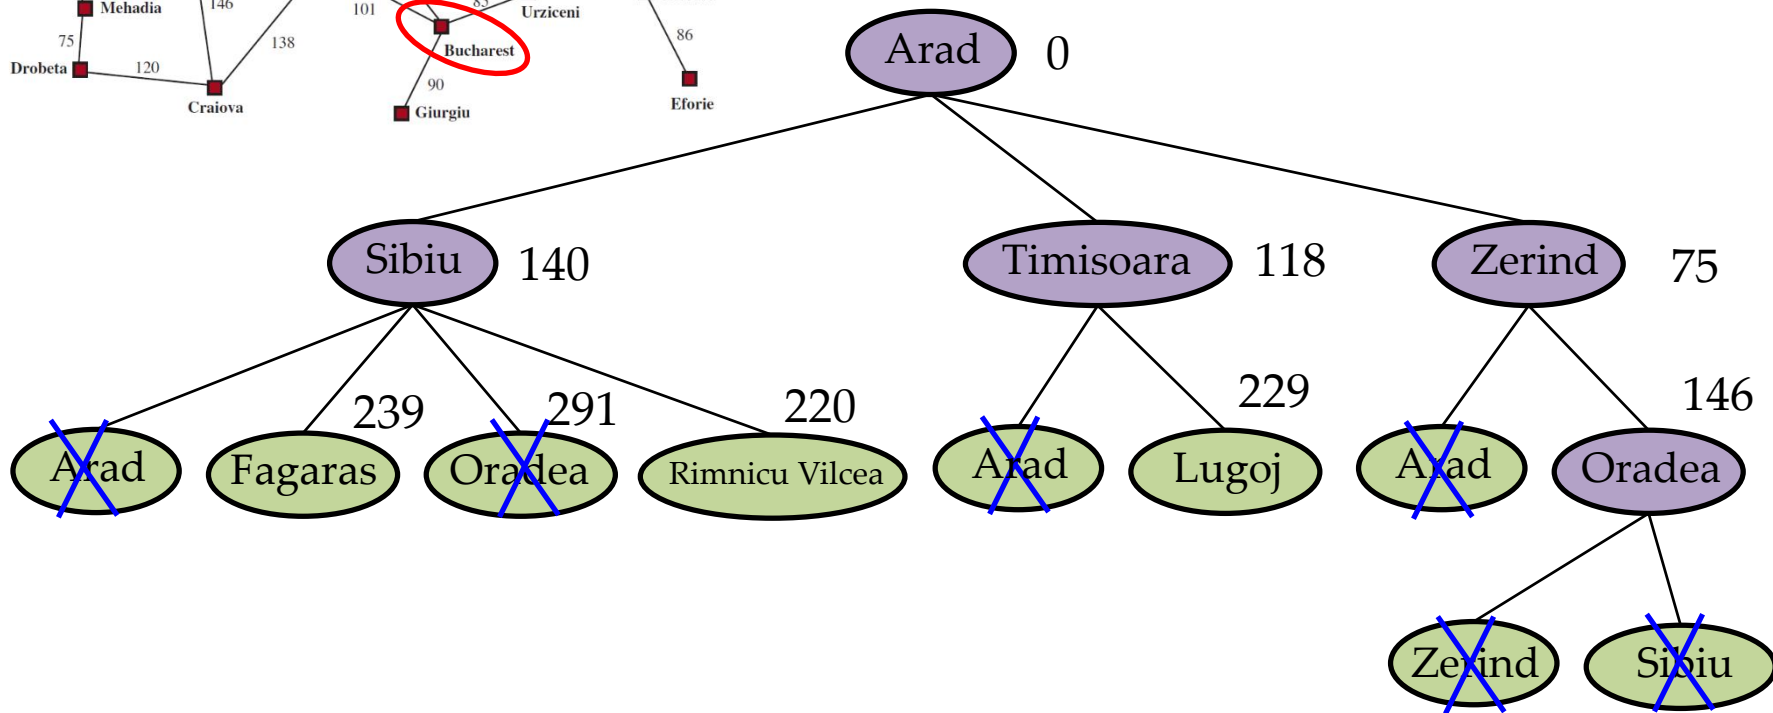 Mehadia
146
101
85
Urziceni
75
138
Bucharest
86
Drobeta
120
90
Craiova
Giurgiu
Eforie
Arad 0
Sibiu 140
Timisoara 118
Zerind 75
239
291
220
229
146
Arad
Fagaras
Oradea
Rimnicu Vilcea
Arad
Lugoj
Arad
Oradea
Zerind
Sibiu